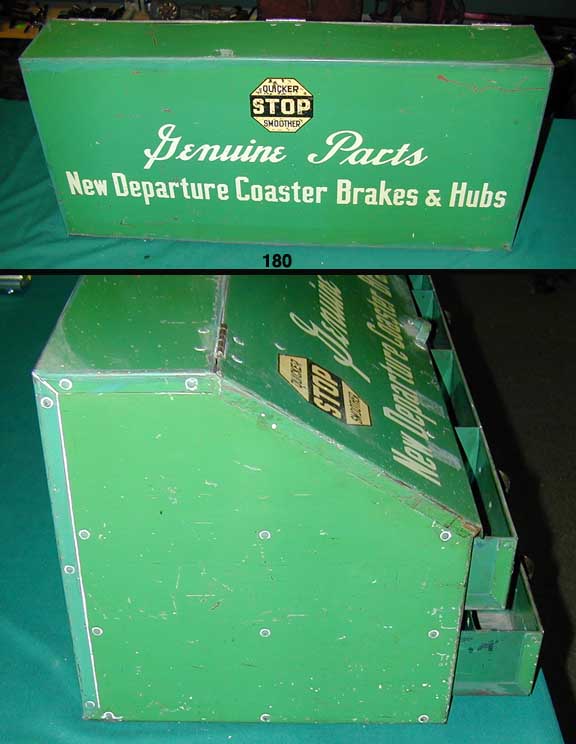 QUICKER
STOP
SMOOTHER
Genuine Parts
New Departure Coaster Brakes & Hubs
180
Genuine
QUICKER
STOP
SMOOTHER
New Departure Coaster